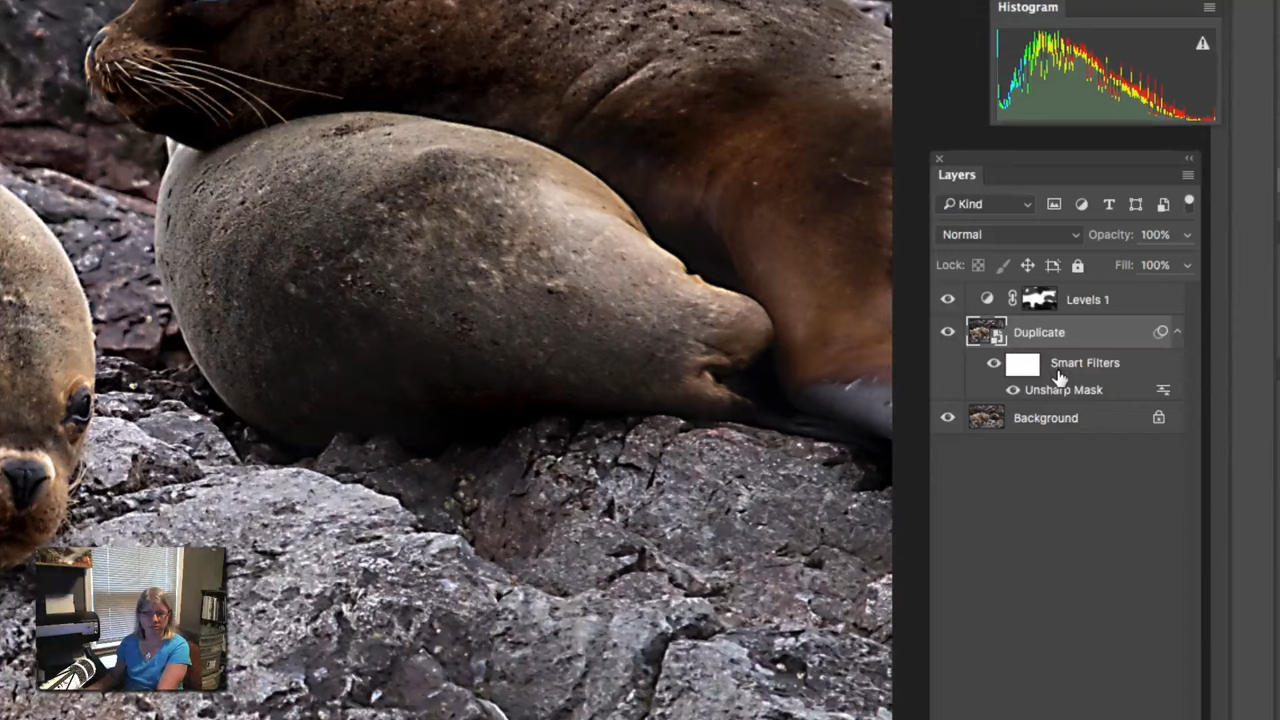 Histogram
Layers
Kind
Normal Opacity: 100%
Lock: Fill: 100%
Levels 1
Duplicate
Smart Filters
Unsharp Mask
Background